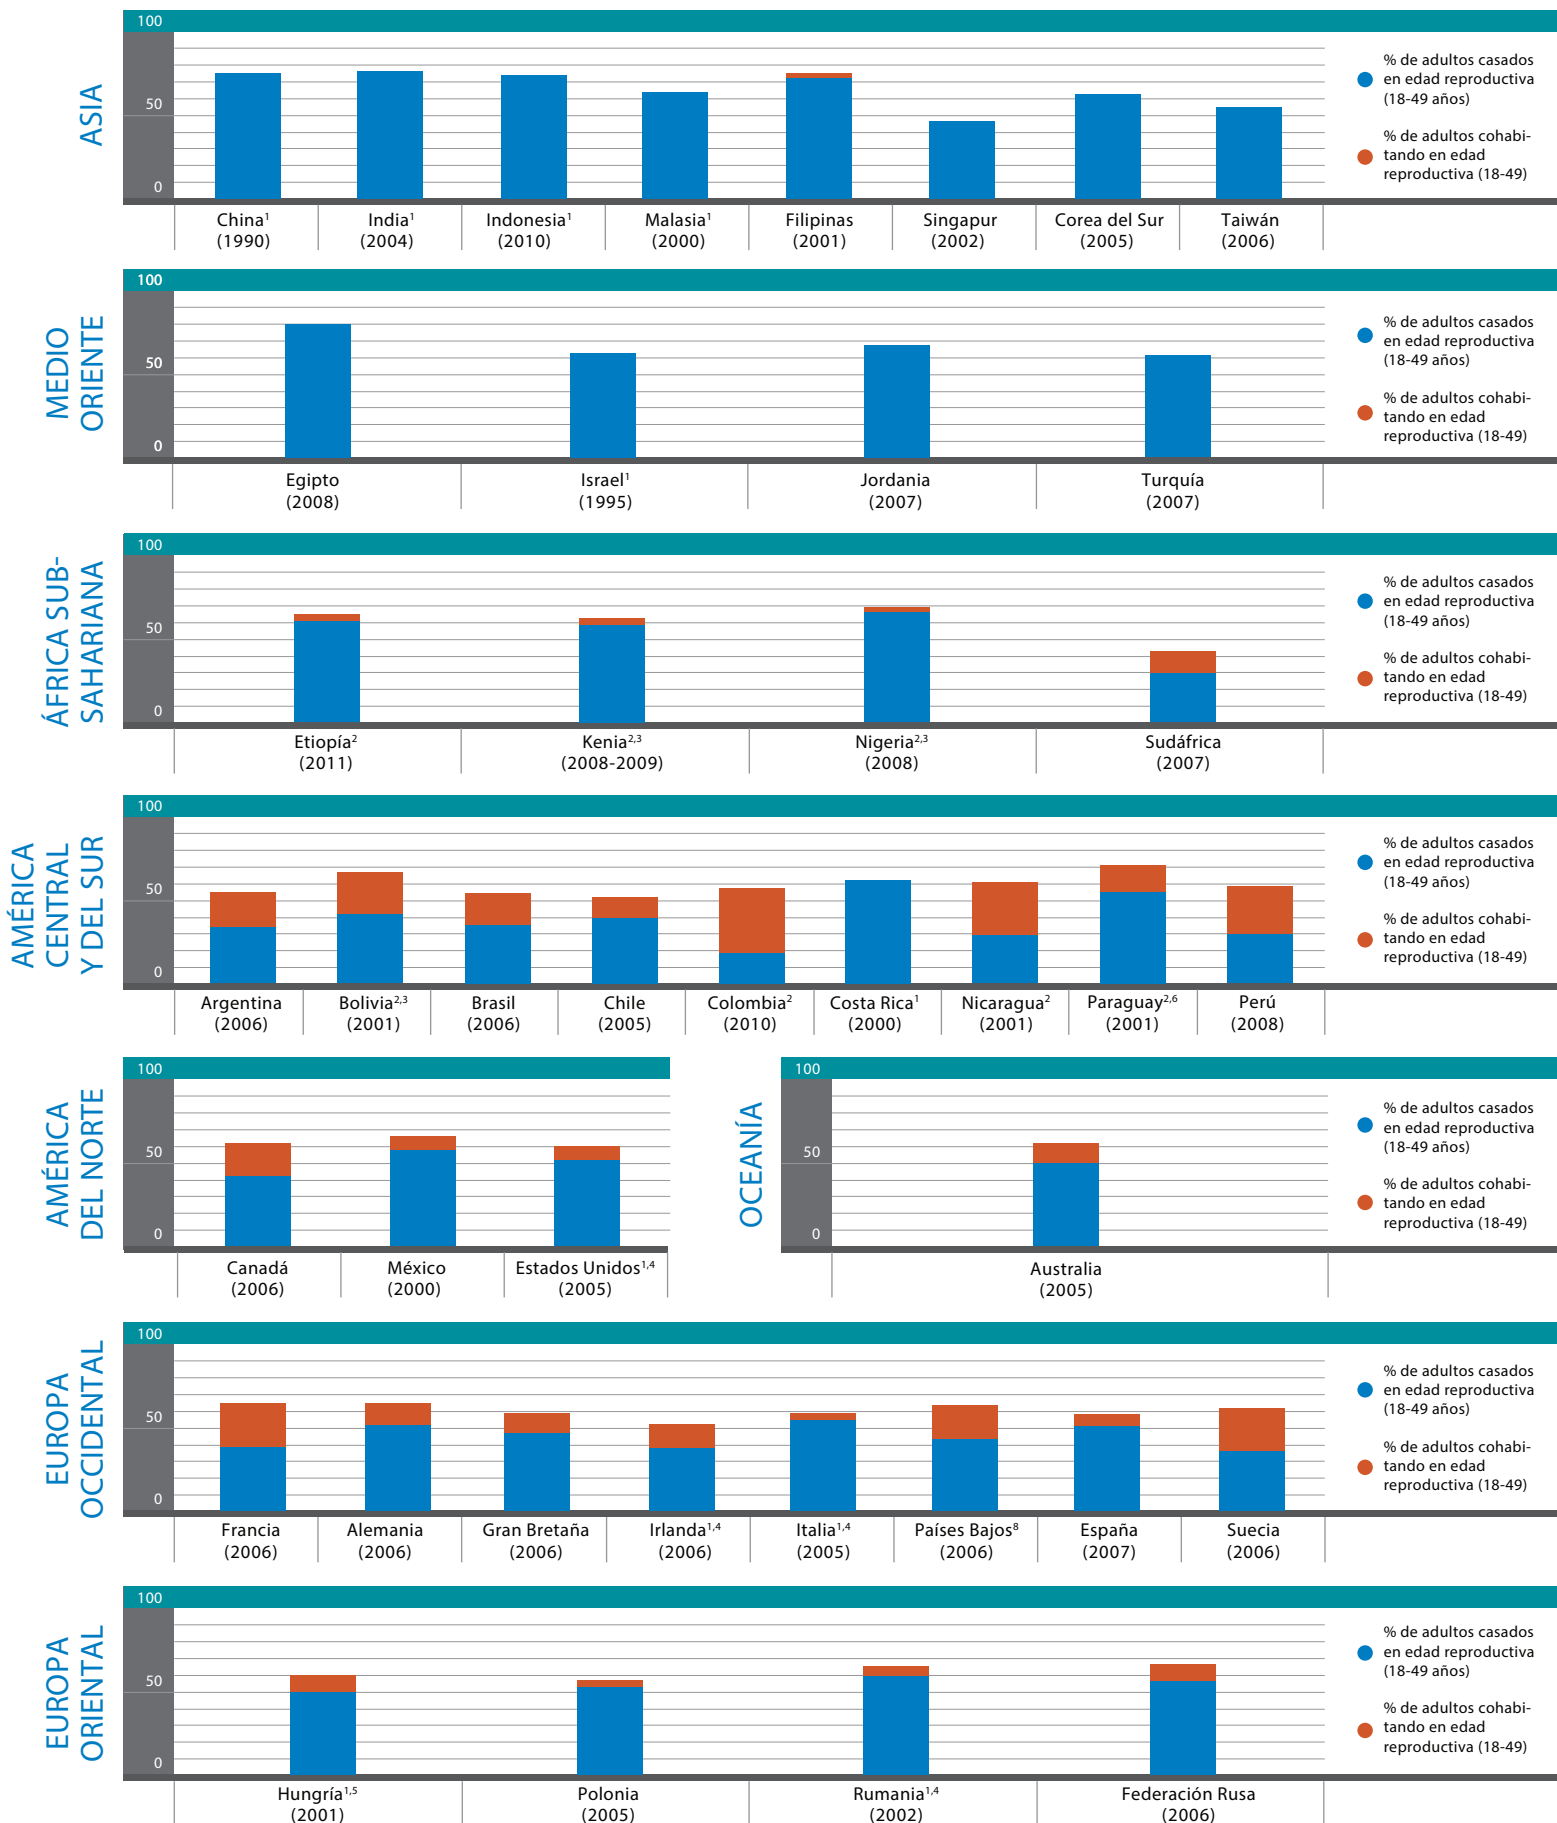 ASIA
100
50
0
% de adultos casados
en edad reproductiva
(18-49 años)
% de adultos cohabi-
tando en edad
reproductiva (18-49)
China¹
(1990)
India¹
(2004)
Indonesia¹
(2010)
Malasia¹
(2000)
Filipinas
(2001)
Singapur
(2002)
Corea del Sur
(2005)
Taiwán
(2006)
MEDIO
ORIENTE
100
50
0
% de adultos casados
en edad reproductiva
(18-49 años)
% de adultos cohabi-
tando en edad
reproductiva (18-49)
Egipto
(2008)
Israel¹
(1995)
Jordania
(2007)
Turquía
(2007)
ÁFRICA SUB-
SAHARIANA
100
50
0
% de adultos casados
en edad reproductiva
(18-49 años)
% de adultos cohabi-
tando en edad
reproductiva (18-49)
Etiopía²
(2011)
Kenia²,³
(2008-2009)
Nigeria²,³
(2008)
Sudáfrica
(2007)
AMÉRICA
CENTRAL
Y DEL SUR
100
50
0
% de adultos casados
en edad reproductiva
(18-49 años)
% de adultos cohabi-
tando en edad
reproductiva (18-49)
Argentina
(2006)
Bolivia²,³
(2001)
Brasil
(2006)
Chile
(2005)
Colombia²
(2010)
Costa Rica¹
(2000)
Nicaragua²
(2001)
Paraguay²,⁶
(2001)
Perú
(2008)
AMÉRICA
DEL NORTE
100
50
0
Canadá
(2006)
México
(2000)
Estados Unidos¹,⁴
(2005)
OCEANÍA
100
50
0
% de adultos casados
en edad reproductiva
(18-49 años)
% de adultos cohabi-
tando en edad
reproductiva (18-49)
Australia
(2005)
EUROPA
OCCIDENTAL
100
50
0
% de adultos casados
en edad reproductiva
(18-49 años)
% de adultos cohabi-
tando en edad
reproductiva (18-49)
Francia
(2006)
Alemania
(2006)
Gran Bretaña
(2006)
Irlanda¹,⁴
(2006)
Italia¹,⁴
(2005)
Países Bajos⁸
(2006)
España
(2007)
Suecia
(2006)
EUROPA
ORIENTAL
100
50
0
% de adultos casados
en edad reproductiva
(18-49 años)
% de adultos cohabi-
tando en edad
reproductiva (18-49)
Hungría¹,⁵
(2001)
Polonia
(2005)
Rumania¹,⁴
(2002)
Federación Rusa
(2006)